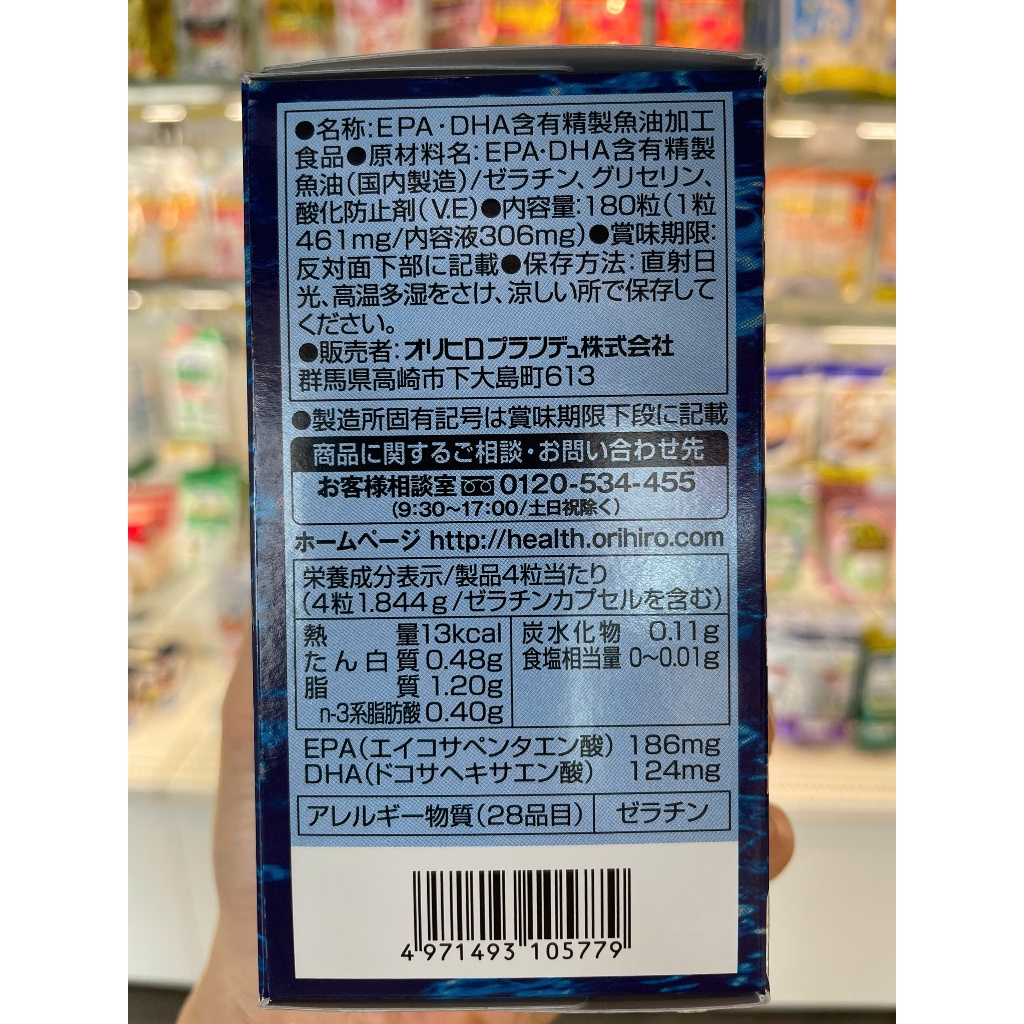 ●名称:EPA・DHA含有精製魚油加工
食品●原材料名:EPA・DHA含有精製
魚油(国内製造)/ゼラチン、グリセリン、
酸化防止剤(V.E)●内容量:180粒(1粒
461mg/内容液306mg)●賞味期限:
反対面下部に記載●保存方法:直射日
光、高温多湿をさけ、涼しい所で保存して
ください。
●販売者:オリヒロプランデュ株式会社
群馬県高崎市下大島町613
●製造所固有記号は賞味期限下段に記載
商品に関するご相談・お問い合わせ先
お客様相談室 0120-534-455
(9:30〜17:00/土日祝除く)
ホームページ http://health.orihiro.com
栄養成分表示/製品4粒当たり
(4粒1.844g/ゼラチンカプセルを含む)
熱量13kcal 炭水化物 0.11g
たん白質0.48g 食塩相当量 0〜0.01g
脂質1.20g
n-3系脂肪酸0.40g
EPA(エイコサペンタエン酸) 186mg
DHA(ドコサヘキサエン酸) 124mg
アレルギー物質(28品目) ゼラチン
4 971493 105779